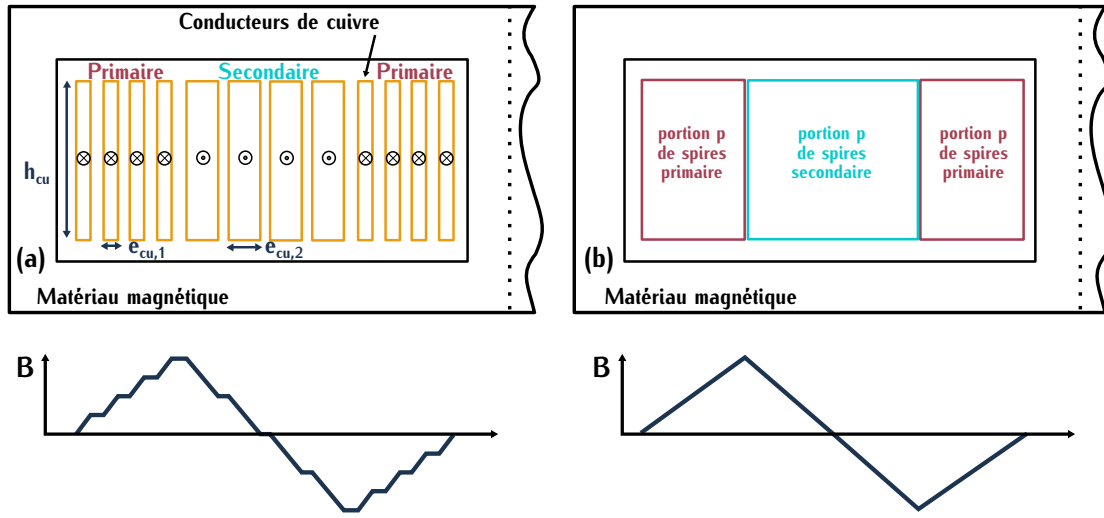 Conducteurs de cuivre
Primaire Secondaire Primaire
h_cu
e_cu,1 e_cu,2
(a)
Matériau magnétique
B
portion p
de spires
primaire
portion p
de spires
secondaire
portion p
de spires
primaire
(b)
Matériau magnétique
B